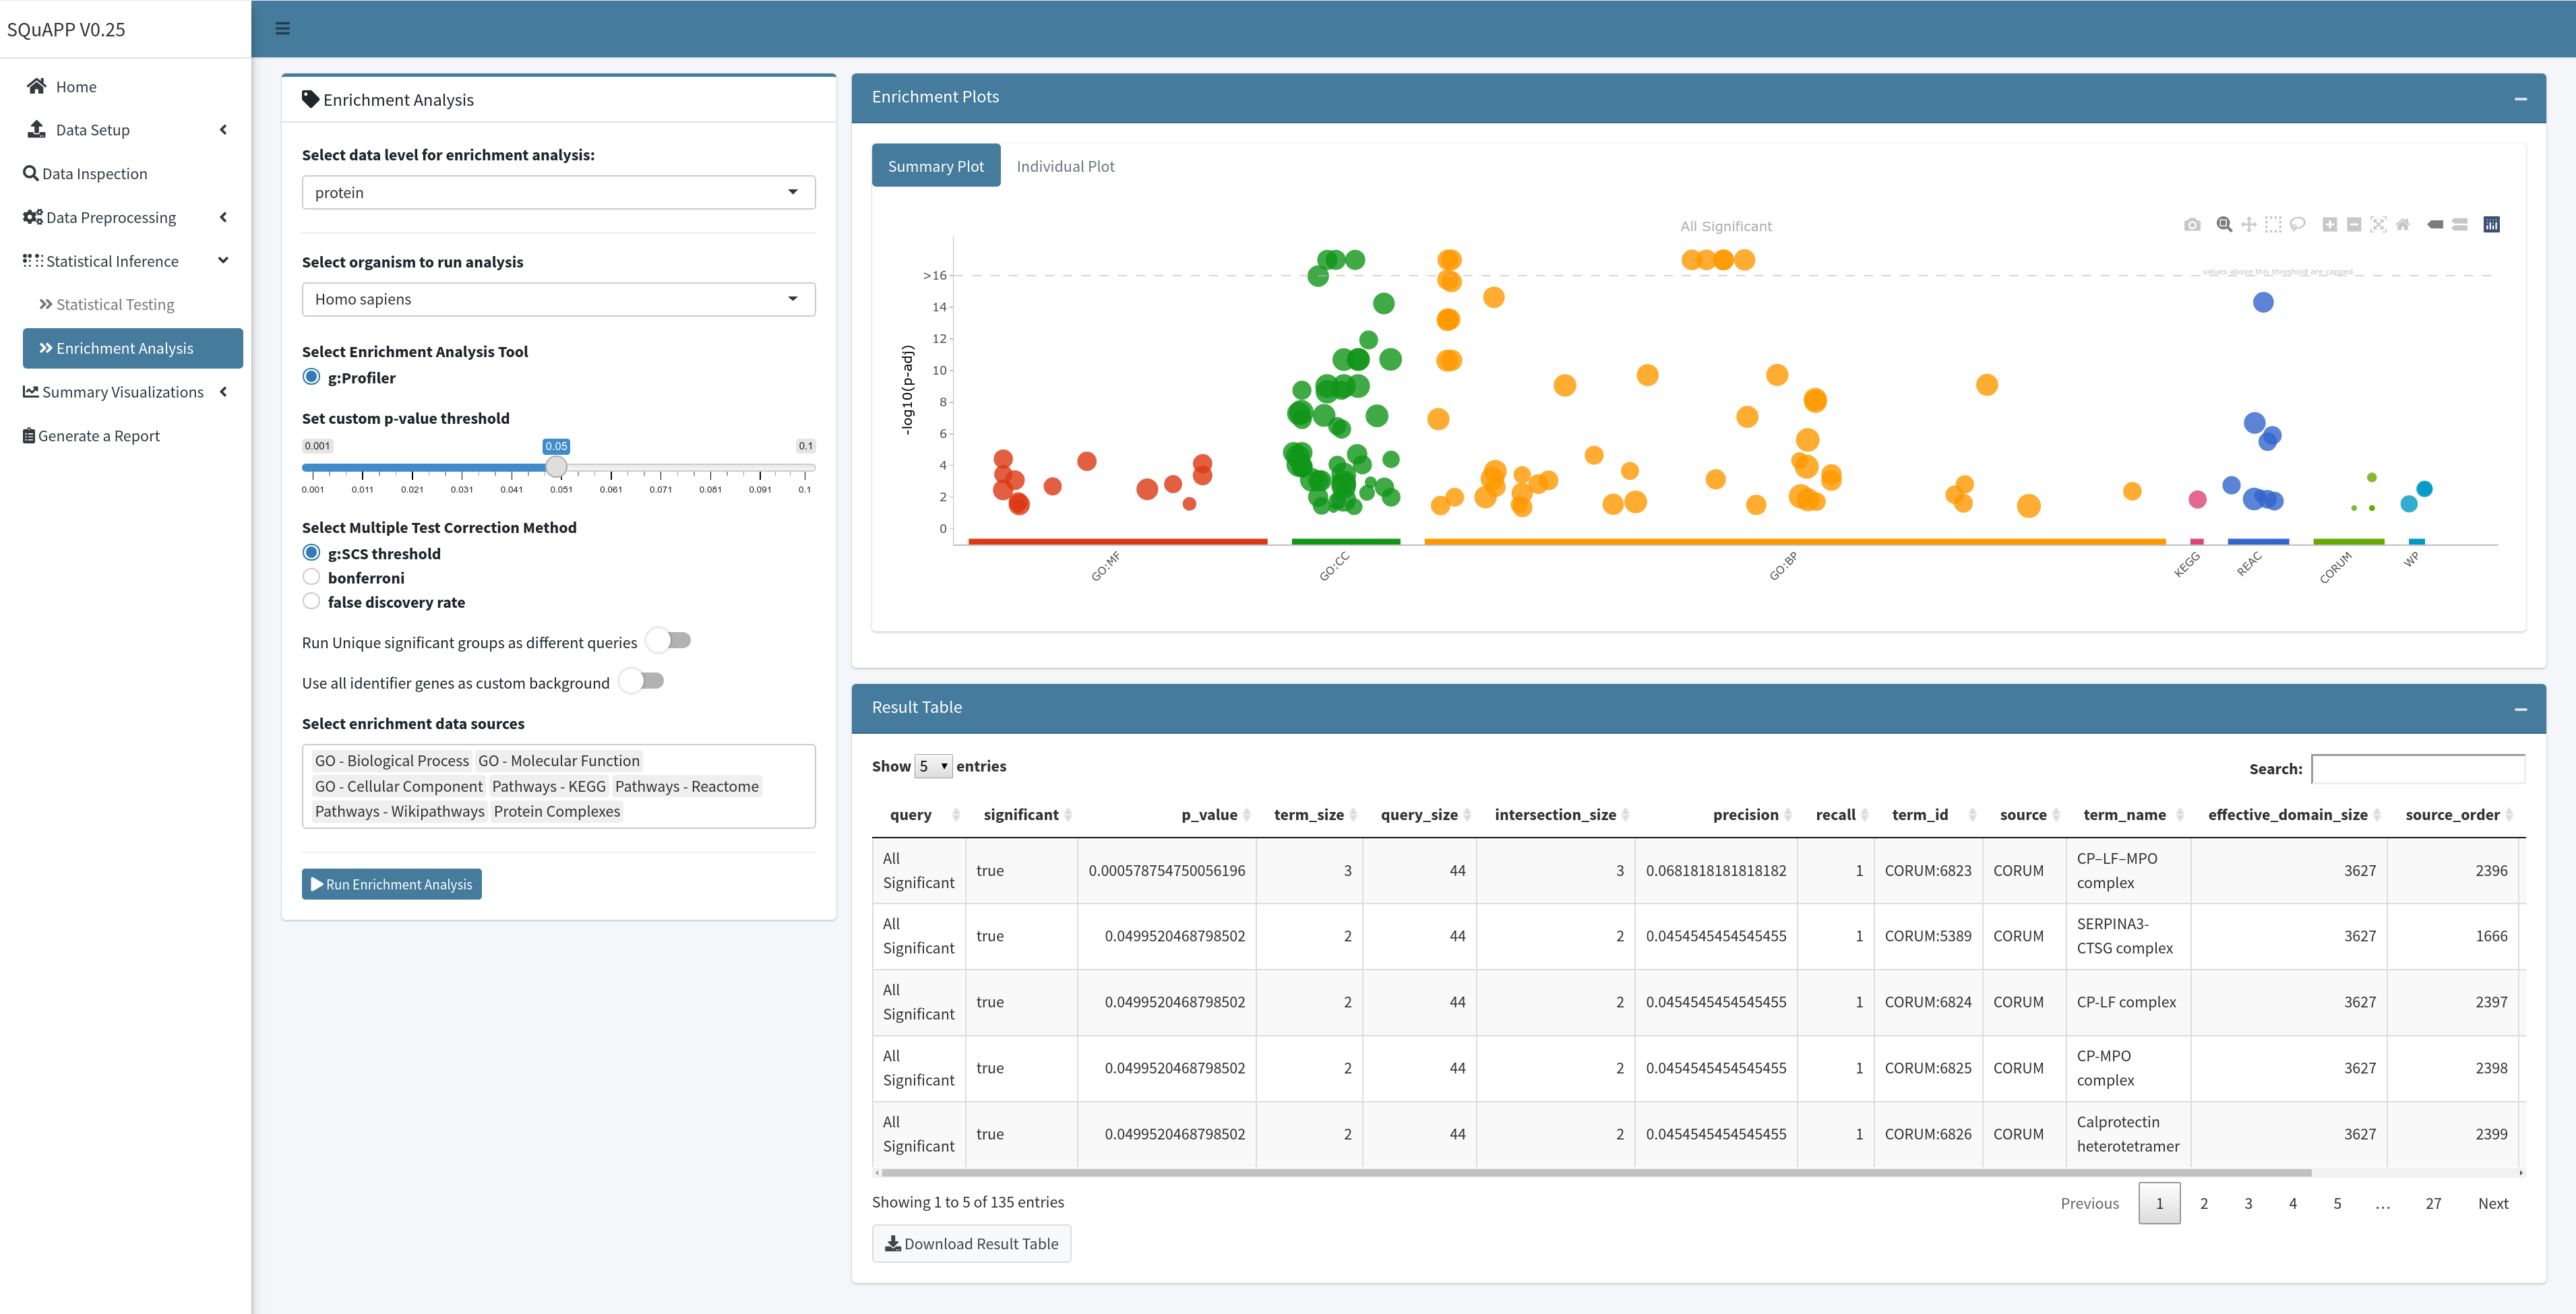 SQuAPP V0.25
Home
Data Setup
Data Inspection
Data Preprocessing
Statistical Inference
Statistical Testing
Enrichment Analysis
Summary Visualizations
Generate a Report
Enrichment Analysis
Select data level for enrichment analysis:
protein
Select organism to run analysis
Homo sapiens
Select Enrichment Analysis Tool
g:Profiler
Set custom p-value threshold
0.001 0.05 0.1
0.001 0.011 0.021 0.031 0.041 0.051 0.061 0.071 0.081 0.091 0.1
Select Multiple Test Correction Method
g:SCS threshold
bonferroni
false discovery rate
Run Unique significant groups as different queries
Use all identifier genes as custom background
Select enrichment data sources
GO - Biological Process GO - Molecular Function
GO - Cellular Component Pathways - KEGG Pathways - Reactome
Pathways - Wikipathways Protein Complexes
Run Enrichment Analysis
Enrichment Plots
Summary Plot Individual Plot
All Significant
values above this threshold are capped
-log10(p-adj)
>16
14
12
10
8
6
4
2
0
GO:MF GO:CC GO:BP KEGG REAC CORUM WP
Result Table
Show 5 entries
Search:
query significant p_value term_size query_size intersection_size precision recall term_id source term_name effective_domain_size source_order
All Significant true 0.000578754750056196 3 44 3 0.0681818181818182 1 CORUM:6823 CORUM CP–LF–MPO complex 3627 2396
All Significant true 0.0499520468798502 2 44 2 0.0454545454545455 1 CORUM:5389 CORUM SERPINA3-CTSG complex 3627 1666
All Significant true 0.0499520468798502 2 44 2 0.0454545454545455 1 CORUM:6824 CORUM CP-LF complex 3627 2397
All Significant true 0.0499520468798502 2 44 2 0.0454545454545455 1 CORUM:6825 CORUM CP-MPO complex 3627 2398
All Significant true 0.0499520468798502 2 44 2 0.0454545454545455 1 CORUM:6826 CORUM Calprotectin heterotetramer 3627 2399
Showing 1 to 5 of 135 entries
Previous 1 2 3 4 5 … 27 Next
Download Result Table